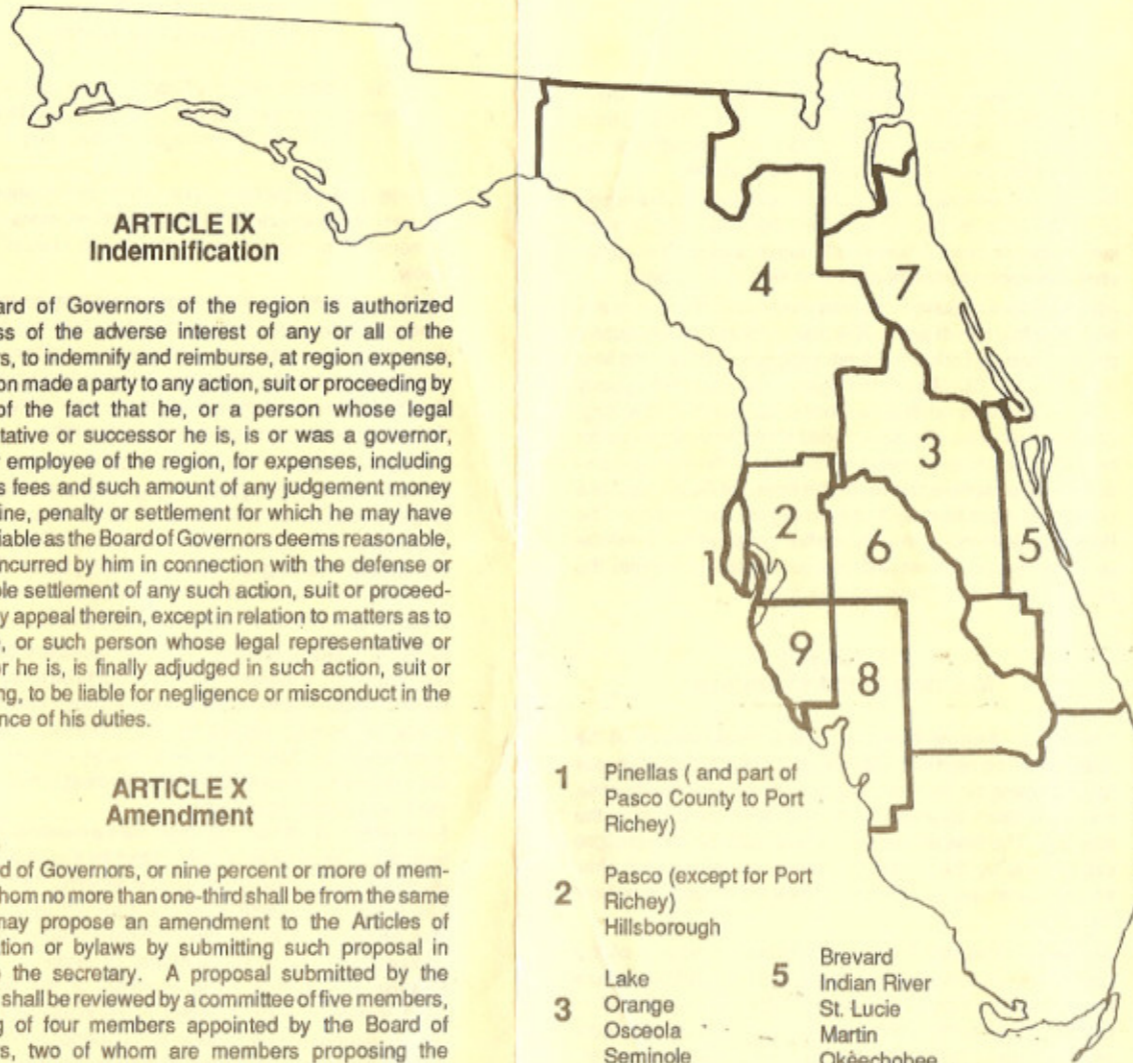 ARTICLE IX
Indemnification
of Governors of the region is authorized
of the adverse interest of any or all of the
to indemnify and reimburse, at region expense,
made a party to any action, suit or proceeding by
of the fact that he, or a person whose legal
or successor he is, is or was a governor,
employee of the region, for expenses, including
fees and such amount of any judgement money
penalty or settlement for which he may have
as the Board of Governors deems reasonable,
incurred by him in connection with the defense or
settlement of any such action, suit or proceed-
appeal therein, except in relation to matters as to
or such person whose legal representative or
he is, is finally adjudged in such action, suit or
to be liable for negligence or misconduct in the
of his duties.
ARTICLE X
Amendment
of Governors, or nine percent or more of mem-
whom no more than one-third shall be from the same
may propose an amendment to the Articles of
or bylaws by submitting such proposal in
the secretary. A proposal submitted by the
shall be reviewed by a committee of five members,
of four members appointed by the Board of
two of whom are members proposing the
4
7
3
2
1
6
5
9
8
1 Pinellas ( and part of
Pasco County to Port
Richey)
2 Pasco (except for Port
Richey)
Hillsborough
3 Lake
Orange
Osceola
Seminole
5 Brevard
Indian River
St. Lucie
Martin
Okeechobee